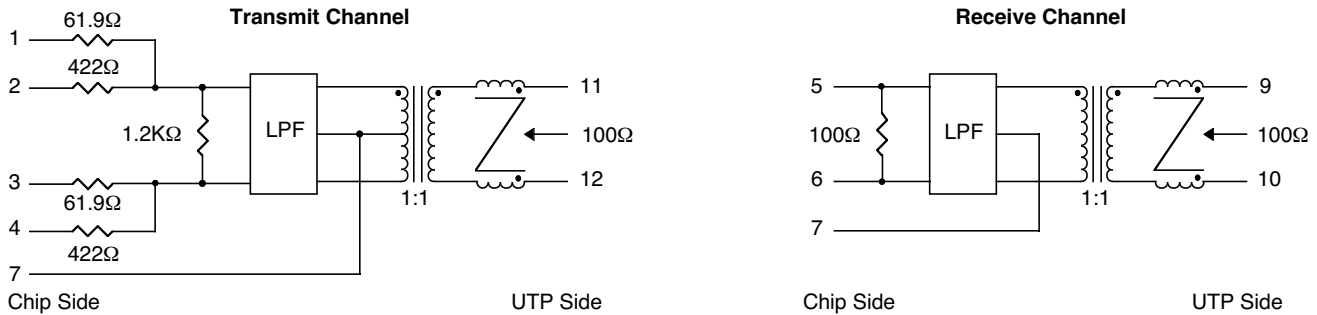 Transmit Channel
61.9Ω
1
422Ω
2
1.2KΩ
LPF
3
61.9Ω
4
422Ω
7
1:1
11
100Ω
12
Chip Side
UTP Side
Receive Channel
5
100Ω
LPF
6
7
1:1
9
100Ω
10
Chip Side
UTP Side